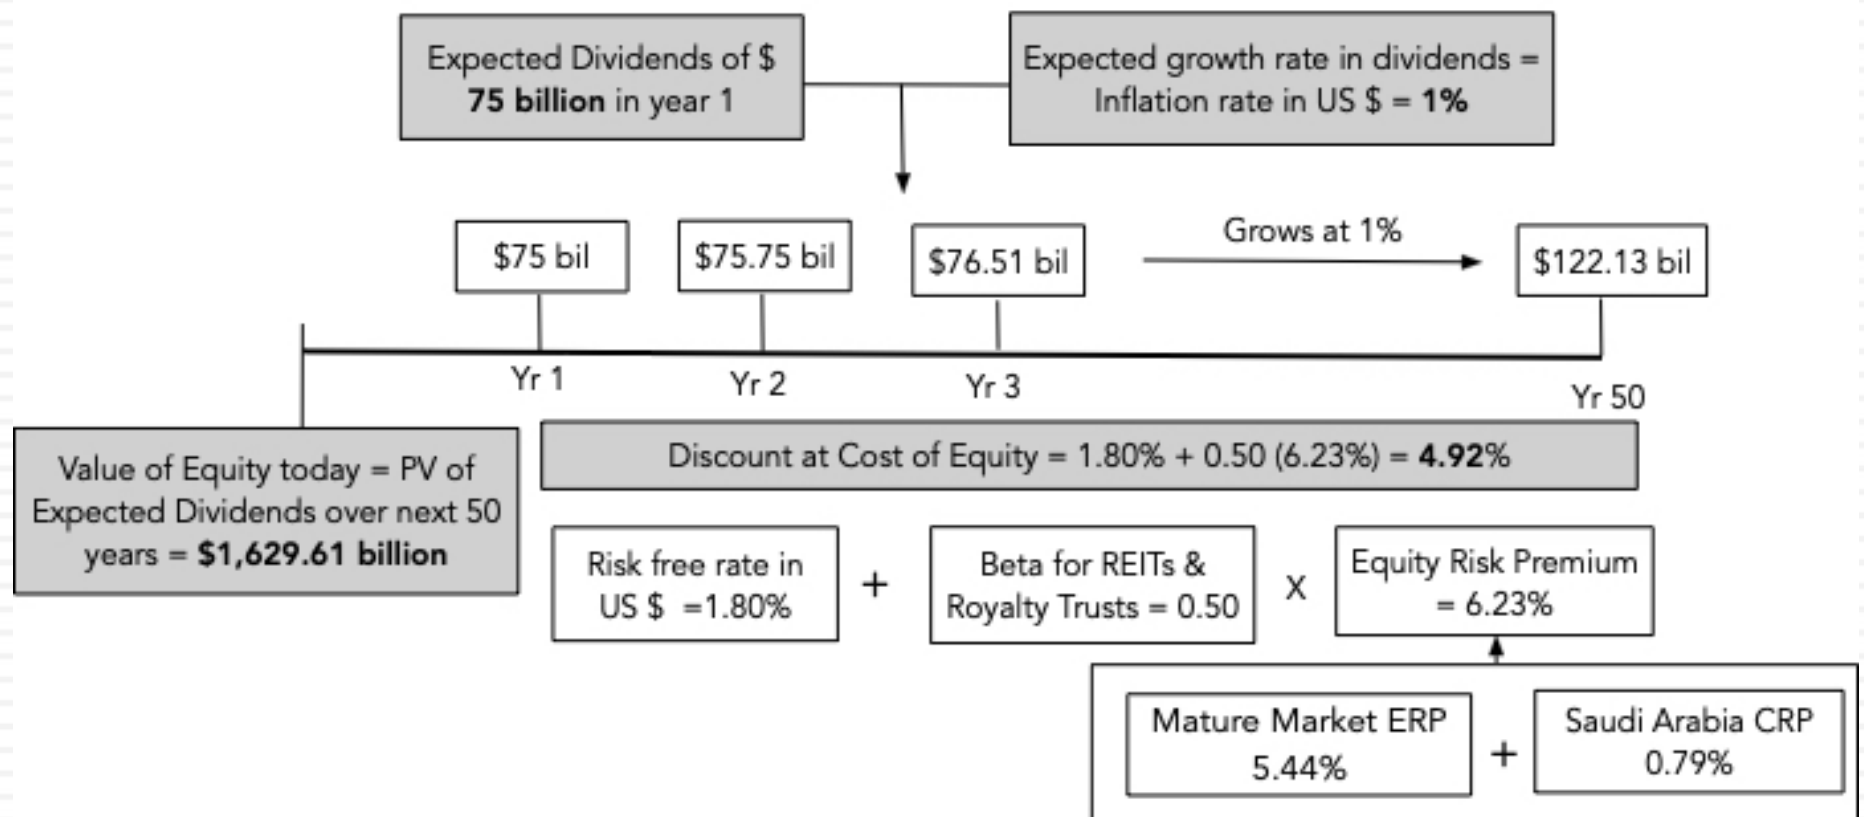 Expected Dividends of $
75 billion in year 1
Expected growth rate in dividends =
Inflation rate in US $ = 1%
$75 bil
$75.75 bil
$76.51 bil
Grows at 1%
$122.13 bil
Yr 1
Yr 2
Yr 3
Yr 50
Value of Equity today = PV of
Expected Dividends over next 50
years = $1,629.61 billion
Discount at Cost of Equity = 1.80% + 0.50 (6.23%) = 4.92%
Risk free rate in
US $ =1.80%
+
Beta for REITs &
Royalty Trusts = 0.50
X
Equity Risk Premium
= 6.23%
Mature Market ERP
5.44%
+
Saudi Arabia CRP
0.79%